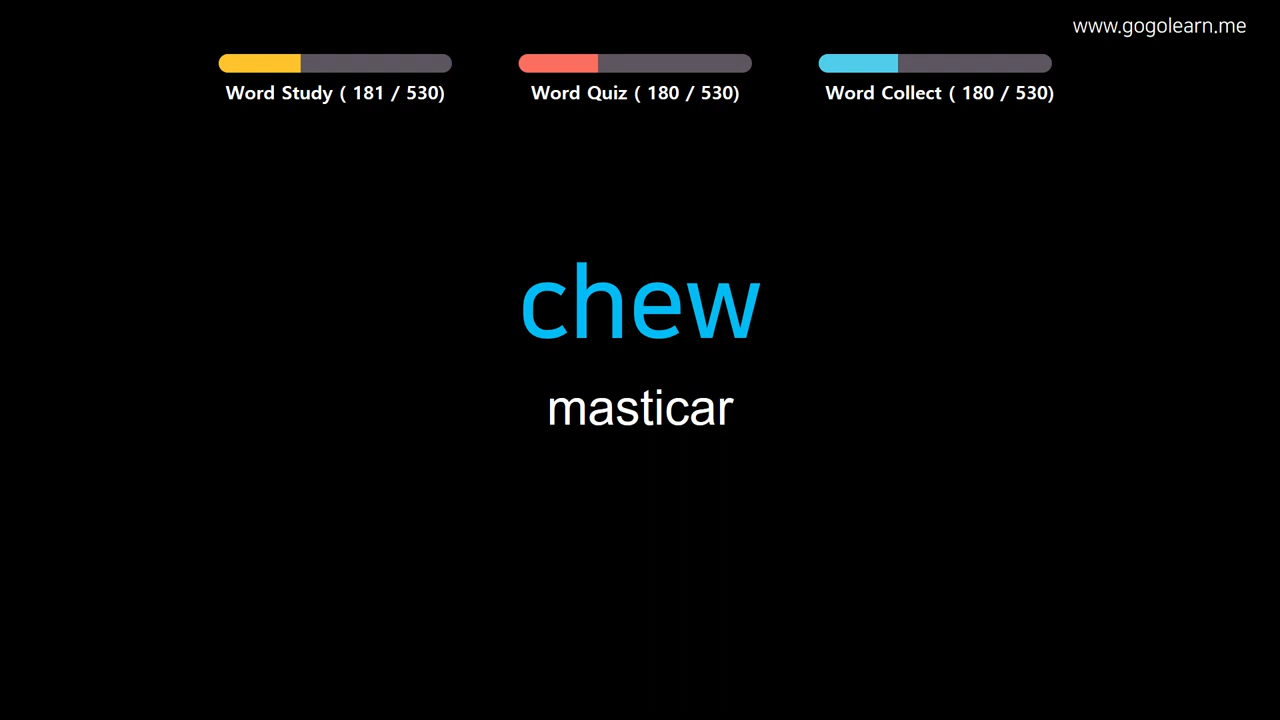 www.gogolearn.me
Word Study ( 181 / 530)
Word Quiz ( 180 / 530)
Word Collect ( 180 / 530)
chew
masticar